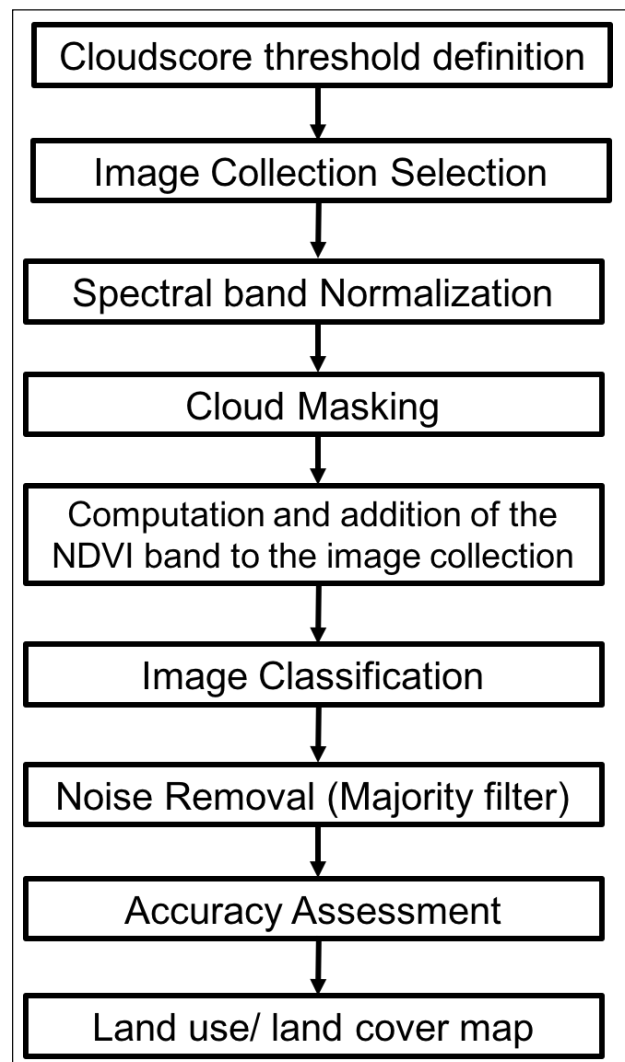 Cloudscore threshold definition
Image Collection Selection
Spectral band Normalization
Cloud Masking
Computation and addition of the
NDVI band to the image collection
Image Classification
Noise Removal (Majority filter)
Accuracy Assessment
Land use/ land cover map